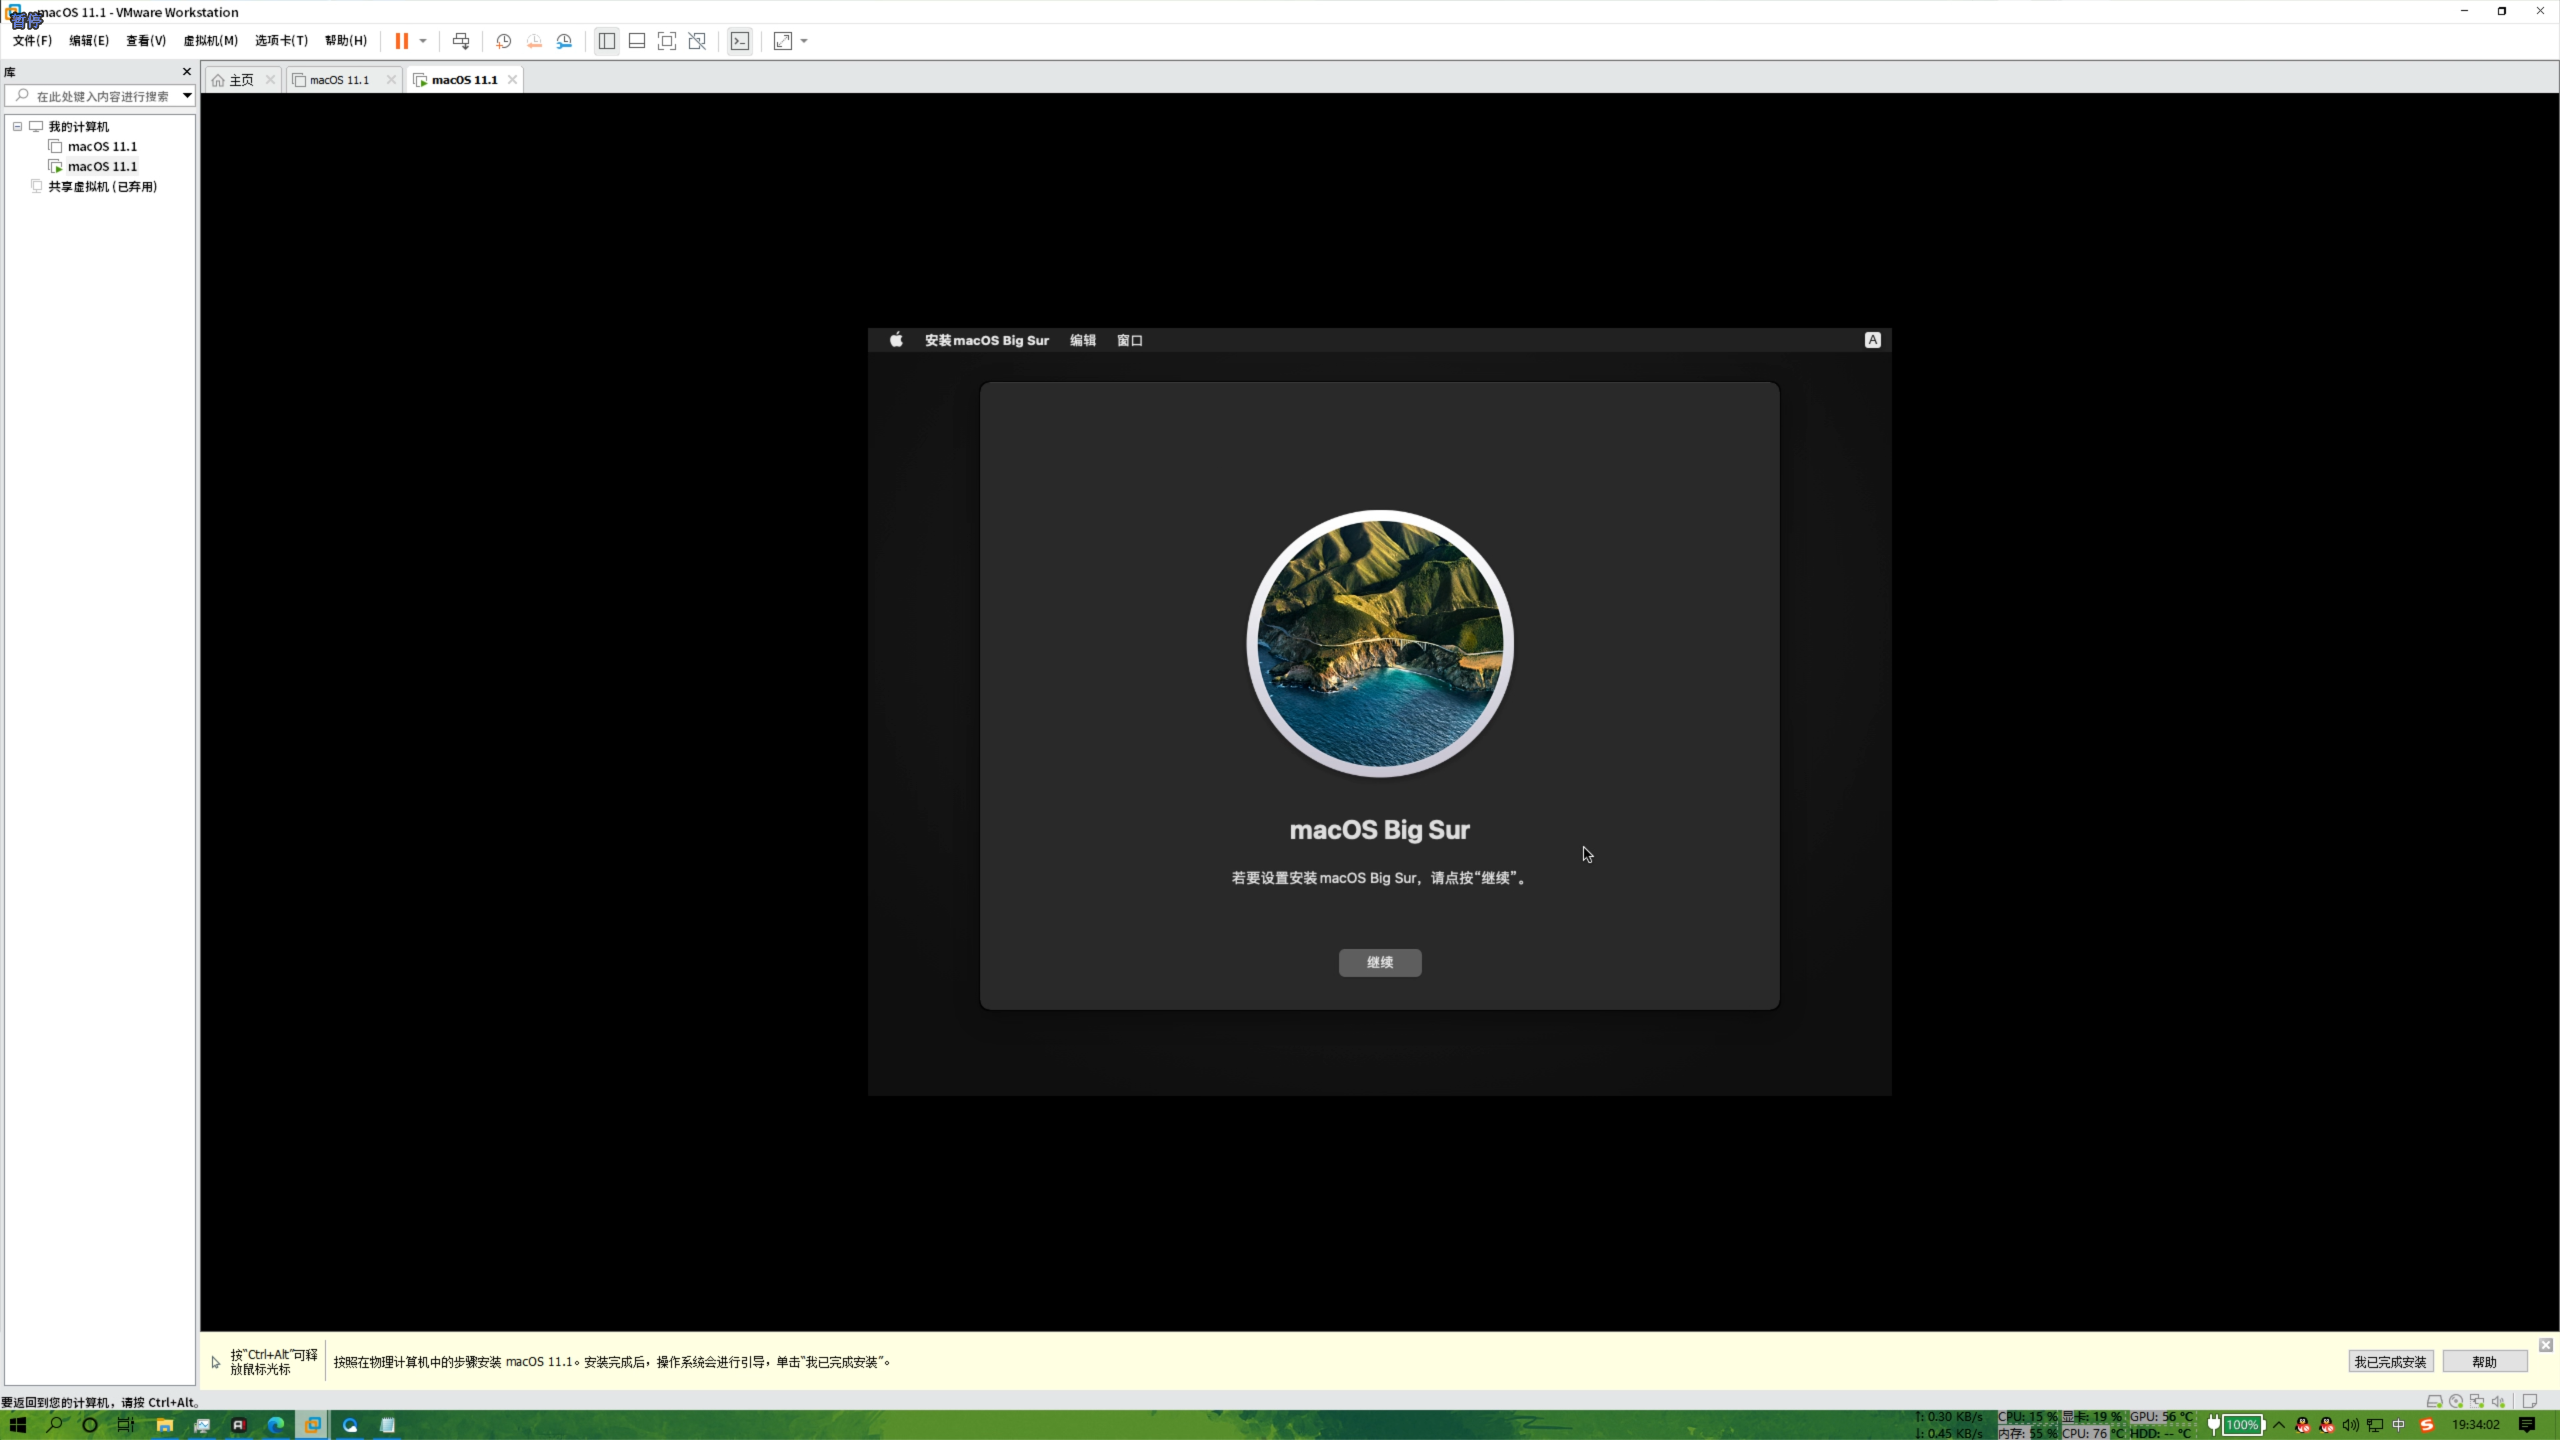 macOS 11.1 - VMware Workstation
暂停
文件(F) 编辑(E) 查看(V) 虚拟机(M) 选项卡(T) 帮助(H)
库
主页 macOS 11.1 macOS 11.1
在此处键入内容进行搜索
我的计算机
macOS 11.1
macOS 11.1
共享虚拟机 (已弃用)
安装macOS Big Sur 编辑 窗口 A
macOS Big Sur
若要设置安装macOS Big Sur，请点按“继续”。
继续
按"Ctrl+Alt"可释
放鼠标光标
按照在物理计算机中的步骤安装 macOS 11.1。安装完成后，操作系统会进行引导，单击“我已完成安装”。
我已完成安装 帮助
要返回到您的计算机，请按 Ctrl+Alt。
↑: 0.30 KB/s CPU: 15 % 显卡: 19 % GPU: 56 °C
↓: 0.45 KB/s 内存: 55 % CPU: 76 °C HDD: -- °C
100% 中 19:34:02